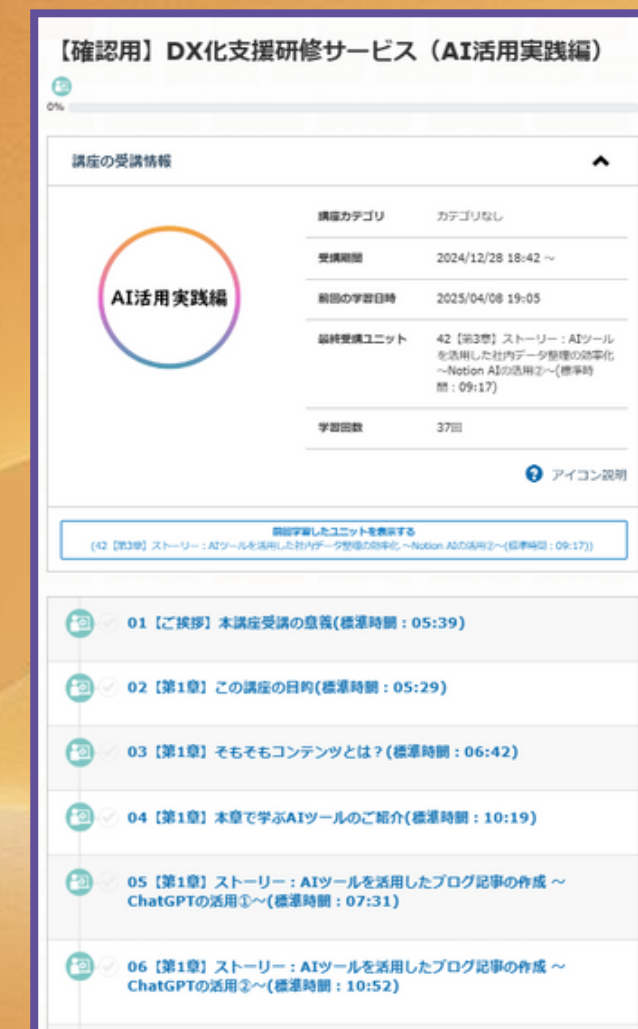 【確認用】DX化支援研修サービス（AI活用実践編）
0%
講座の受講情報
AI活用実践編
講座カテゴリ カテゴリなし
受講期間 2024/12/28 18:42 ～
前回の学習日時 2025/04/08 19:05
最終受講ユニット 42【第3章】ストーリー：AIツール
を活用した社内データ整理の効率化
～Notion AIの活用②～(標準時
間：09:17)
学習回数 37回
アイコン説明
前回学習したユニットを表示する
(42【第3章】ストーリー：AIツールを活用した社内データ整理の効率化 ～Notion AIの活用②～(標準時間：09:17))
01【ご挨拶】本講座受講の意義(標準時間：05:39)
02【第1章】この講座の目的(標準時間：05:29)
03【第1章】そもそもコンテンツとは？(標準時間：06:42)
04【第1章】本章で学ぶAIツールのご紹介(標準時間：10:19)
05【第1章】ストーリー：AIツールを活用したブログ記事の作成 ～
ChatGPTの活用①～(標準時間：07:31)
06【第1章】ストーリー：AIツールを活用したブログ記事の作成 ～
ChatGPTの活用②～(標準時間：10:52)